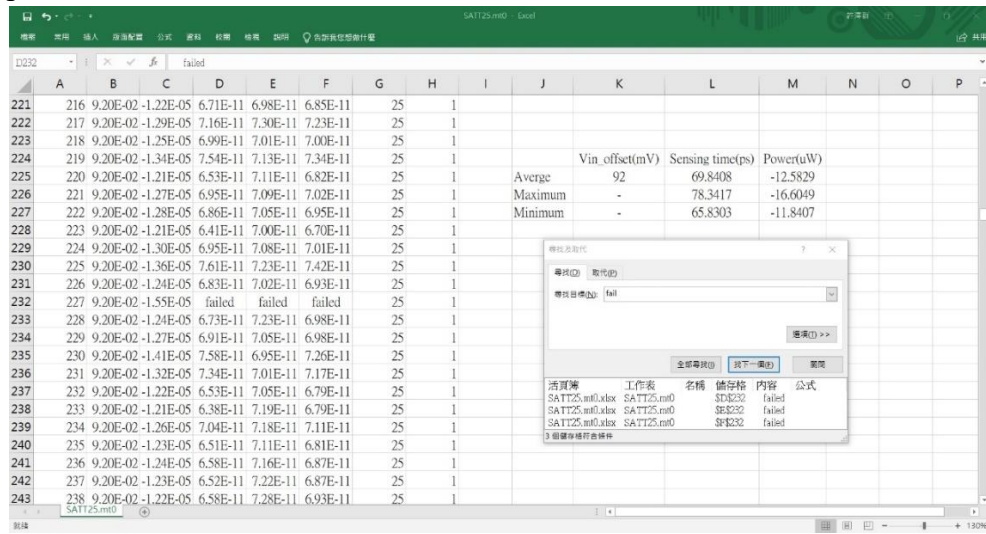 SATT25.mt0 - Excel
檔案 常用 插入 版面配置 公式 資料 校閱 檢視 說明 告訴我您想做什麼 共用
D232 fx failed
A B C D E F G H I J K L M N O P
221 216 9.20E-02 -1.22E-05 6.71E-11 6.98E-11 6.85E-11 25 1
222 217 9.20E-02 -1.29E-05 7.16E-11 7.30E-11 7.23E-11 25 1
223 218 9.20E-02 -1.25E-05 6.99E-11 7.01E-11 7.00E-11 25 1
224 219 9.20E-02 -1.34E-05 7.54E-11 7.13E-11 7.34E-11 25 1 Vin_offset(mV) Sensing time(ps) Power(uW)
225 220 9.20E-02 -1.21E-05 6.53E-11 7.11E-11 6.82E-11 25 1 Averge 92 69.8408 -12.5829
226 221 9.20E-02 -1.27E-05 6.95E-11 7.09E-11 7.02E-11 25 1 Maximum - 78.3417 -16.6049
227 222 9.20E-02 -1.28E-05 6.86E-11 7.05E-11 6.95E-11 25 1 Minimum - 65.8303 -11.8407
228 223 9.20E-02 -1.21E-05 6.41E-11 7.00E-11 6.70E-11 25 1
229 224 9.20E-02 -1.30E-05 6.95E-11 7.08E-11 7.01E-11 25 1
230 225 9.20E-02 -1.36E-05 7.61E-11 7.23E-11 7.42E-11 25 1
231 226 9.20E-02 -1.24E-05 6.83E-11 7.02E-11 6.93E-11 25 1
232 227 9.20E-02 -1.55E-05 failed failed failed 25 1
233 228 9.20E-02 -1.24E-05 6.73E-11 7.23E-11 6.98E-11 25 1
234 229 9.20E-02 -1.27E-05 6.91E-11 7.05E-11 6.98E-11 25 1
235 230 9.20E-02 -1.41E-05 7.58E-11 6.95E-11 7.26E-11 25 1
236 231 9.20E-02 -1.32E-05 7.34E-11 7.01E-11 7.17E-11 25 1
237 232 9.20E-02 -1.22E-05 6.53E-11 7.05E-11 6.79E-11 25 1
238 233 9.20E-02 -1.21E-05 6.38E-11 7.19E-11 6.79E-11 25 1
239 234 9.20E-02 -1.26E-05 7.04E-11 7.18E-11 7.11E-11 25 1
240 235 9.20E-02 -1.23E-05 6.51E-11 7.11E-11 6.81E-11 25 1
241 236 9.20E-02 -1.24E-05 6.58E-11 7.16E-11 6.87E-11 25 1
242 237 9.20E-02 -1.23E-05 6.52E-11 7.22E-11 6.87E-11 25 1
243 238 9.20E-02 -1.22E-05 6.58E-11 7.28E-11 6.93E-11 25 1
尋找及取代 ? ×
尋找(D) 取代(P)
尋找目標(N): fail
選項(T) >>
全部尋找(I) 找下一個(F) 關閉
活頁簿 工作表 名稱 儲存格 內容 公式
SATT25.mt0.xlsx SATT25.mt0 $D$232 failed
SATT25.mt0.xlsx SATT25.mt0 $E$232 failed
SATT25.mt0.xlsx SATT25.mt0 $F$232 failed
3 個儲存格符合條件
SATT25.mt0
就緒 130%